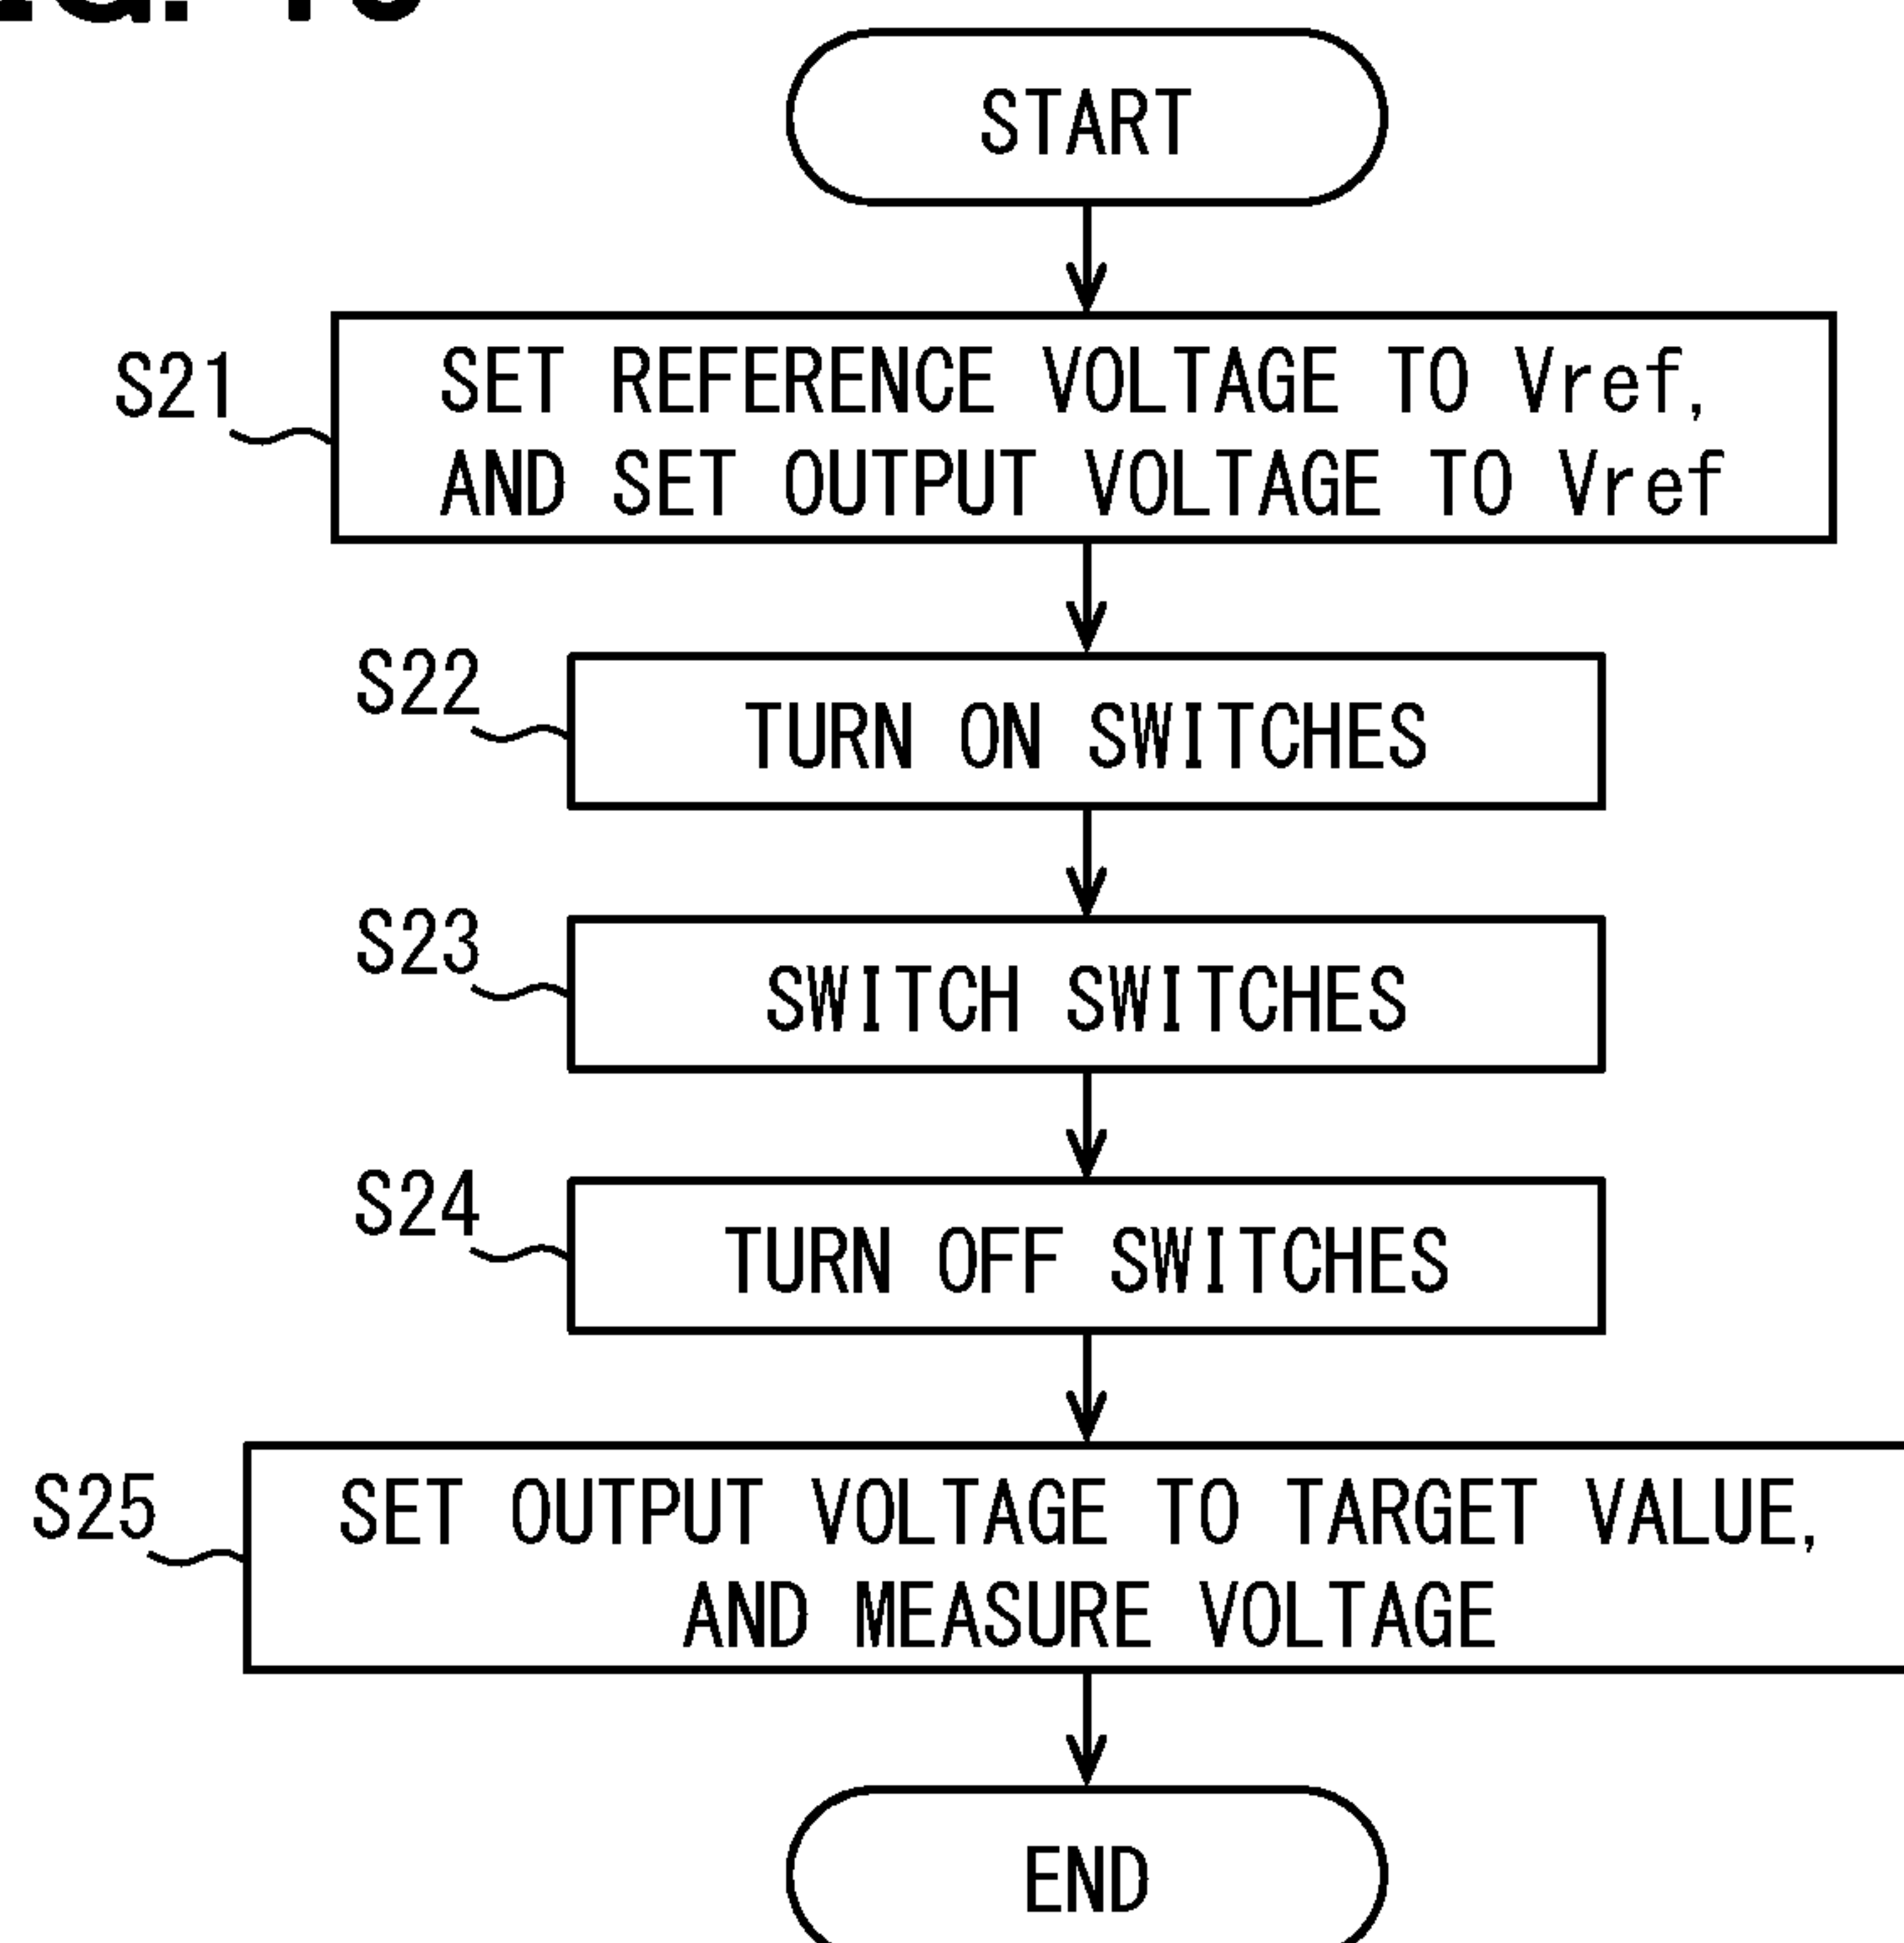 START
S21
SET REFERENCE VOLTAGE TO Vref,
AND SET OUTPUT VOLTAGE TO Vref
S22
TURN ON SWITCHES
S23
SWITCH SWITCHES
S24
TURN OFF SWITCHES
S25
SET OUTPUT VOLTAGE TO TARGET VALUE,
AND MEASURE VOLTAGE
END